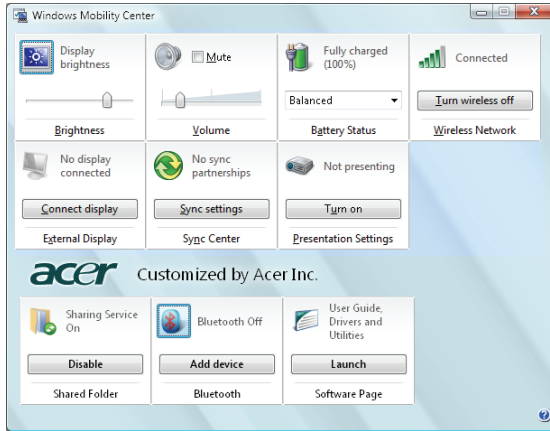 Windows Mobility Center
Display
brightness
Brightness
Mute
Volume
Fully charged
(100%)
Balanced
Battery Status
Connected
Turn wireless off
Wireless Network
No display
connected
Connect display
External Display
No sync
partnerships
Sync settings
Sync Center
Not presenting
Turn on
Presentation Settings
acer Customized by Acer Inc.
Sharing Service
On
Disable
Shared Folder
Bluetooth Off
Add device
Bluetooth
User Guide,
Drivers and
Utilities
Launch
Software Page
?